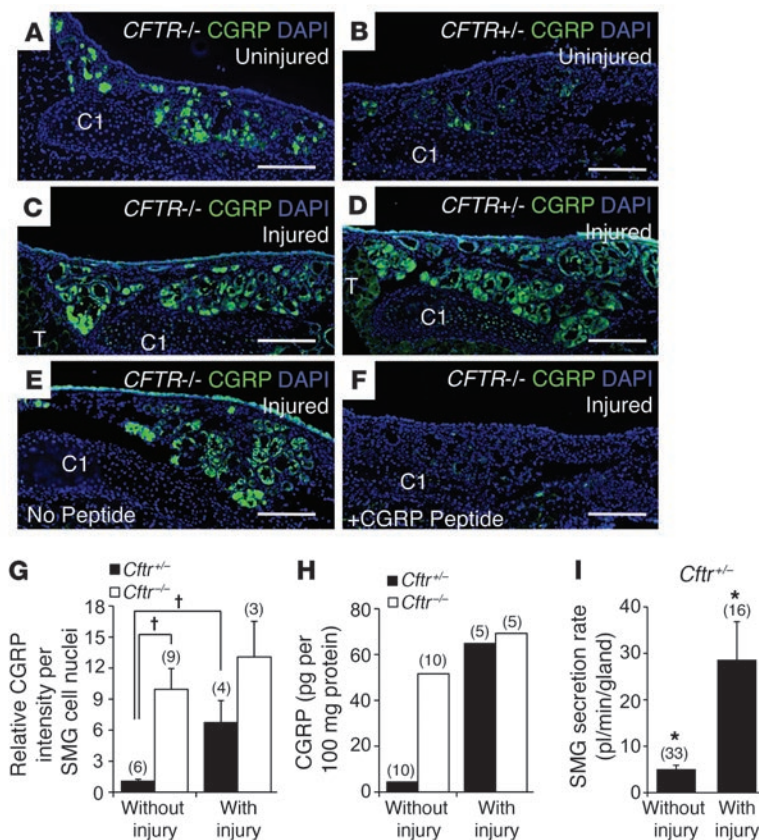 A
CFTR-/- CGRP DAPI
Uninjured
C1
B
CFTR+/- CGRP DAPI
Uninjured
C1
C
CFTR-/- CGRP DAPI
Injured
T
C1
D
CFTR+/- CGRP DAPI
Injured
T
C1
E
CFTR-/- CGRP DAPI
Injured
C1
No Peptide
F
CFTR-/- CGRP DAPI
Injured
C1
+CGRP Peptide
G
Cftr+/–
Cftr–/–
Relative CGRP
intensity per
SMG cell nuclei
18
15
12
9
6
3
0
†
†
(6)
(9)
(4)
(3)
Without
injury
With
injury
H
Cftr+/–
Cftr–/–
CGRP (pg per
100 mg protein)
80
60
40
20
0
(10)
(10)
(5)
(5)
Without
injury
With
injury
I
Cftr+/–
SMG secretion rate
(pl/min/gland)
40
30
20
10
0
*
(33)
*
(16)
Without
injury
With
injury